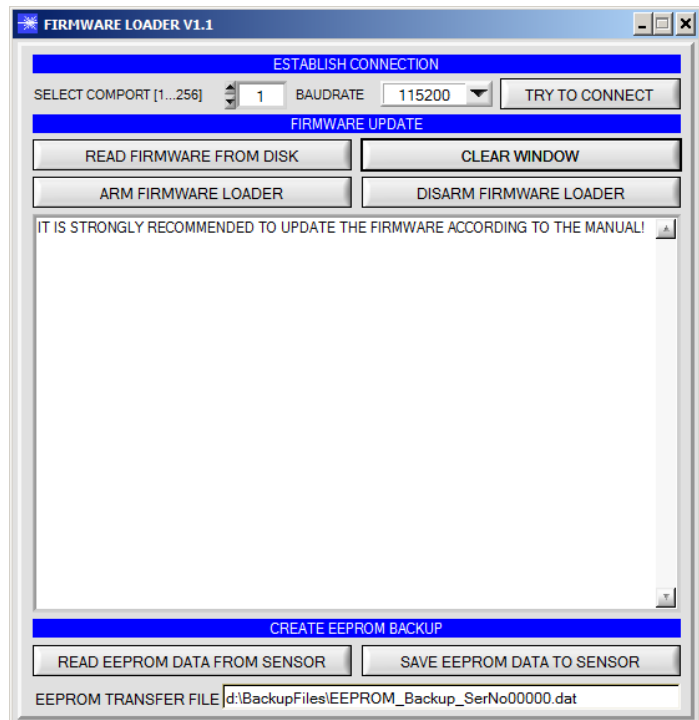 FIRMWARE LOADER V1.1
ESTABLISH CONNECTION
SELECT COMPORT [1...256] 1 BAUDRATE 115200 TRY TO CONNECT
FIRMWARE UPDATE
READ FIRMWARE FROM DISK CLEAR WINDOW
ARM FIRMWARE LOADER DISARM FIRMWARE LOADER
IT IS STRONGLY RECOMMENDED TO UPDATE THE FIRMWARE ACCORDING TO THE MANUAL!
CREATE EEPROM BACKUP
READ EEPROM DATA FROM SENSOR SAVE EEPROM DATA TO SENSOR
EEPROM TRANSFER FILE d:\BackupFiles\EEPROM_Backup_SerNo00000.dat